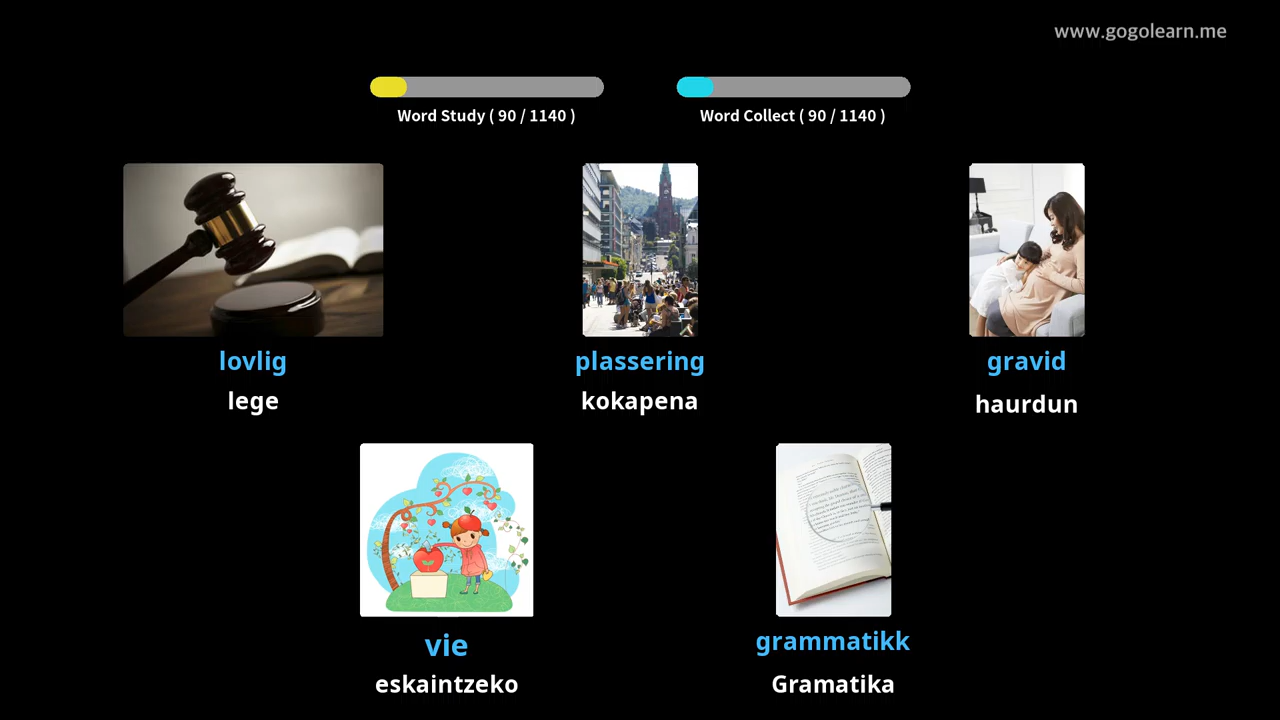 www.gogolearn.me
Word Study ( 90 / 1140 )
Word Collect ( 90 / 1140 )
lovlig
plassering
gravid
lege
kokapena
haurdun
vie
grammatikk
eskaintzeko
Gramatika